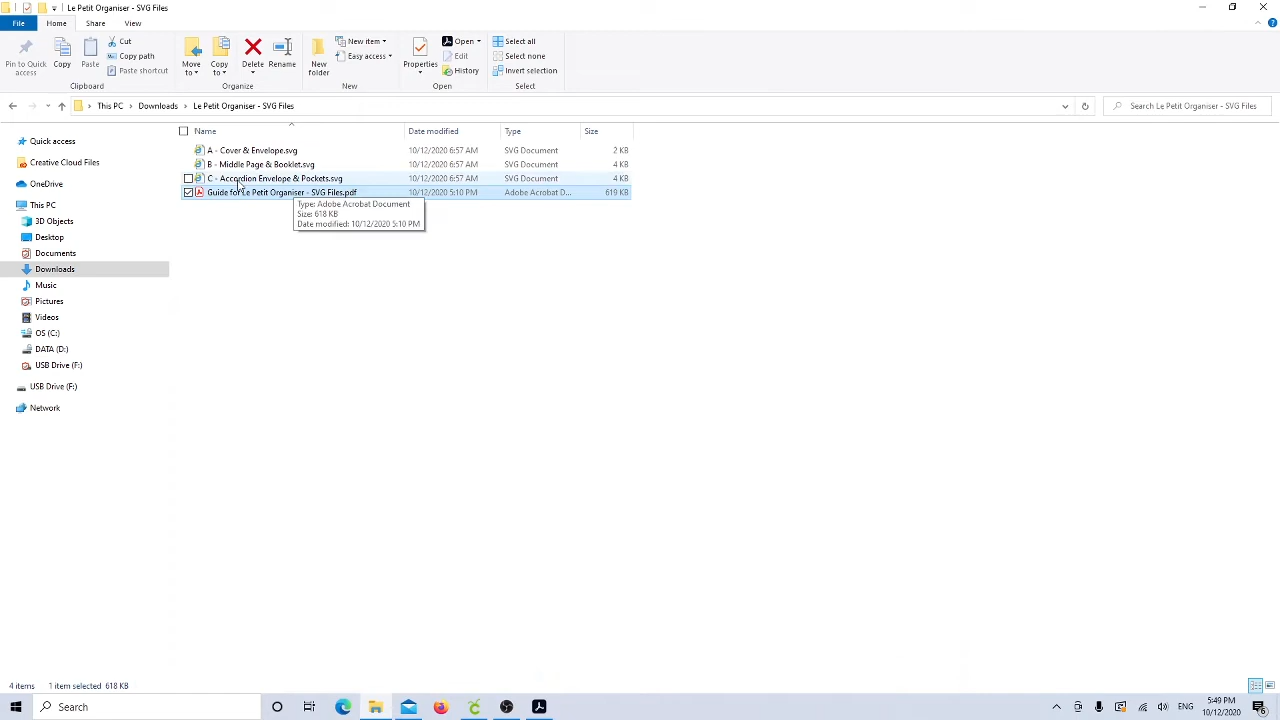 Le Petit Organiser - SVG Files
File Home Share View
Pin to Quick access
Copy
Paste
Cut
Copy path
Paste shortcut
Move to
Copy to
Delete
Rename
New folder
New item
Easy access
Properties
Open
Edit
History
Select all
Select none
Invert selection
Clipboard Organize New Open Select
This PC Downloads Le Petit Organiser - SVG Files
Search Le Petit Organiser - SVG Files
Name Date modified Type Size
A - Cover & Envelope.svg 10/12/2020 6:57 AM SVG Document 2 KB
B - Middle Page & Booklet.svg 10/12/2020 6:57 AM SVG Document 4 KB
C - Accordion Envelope & Pockets.svg 10/12/2020 6:57 AM SVG Document 4 KB
Guide for Le Petit Organiser - SVG Files.pdf 10/12/2020 5:10 PM Adobe Acrobat D... 619 KB
Type: Adobe Acrobat Document
Size: 618 KB
Date modified: 10/12/2020 5:10 PM
Quick access
Creative Cloud Files
OneDrive
This PC
3D Objects
Desktop
Documents
Downloads
Music
Pictures
Videos
OS (C:)
DATA (D:)
USB Drive (F:)
USB Drive (F:)
Network
4 items 1 item selected 618 KB
Search
ENG
5:49 PM
10/12/2020